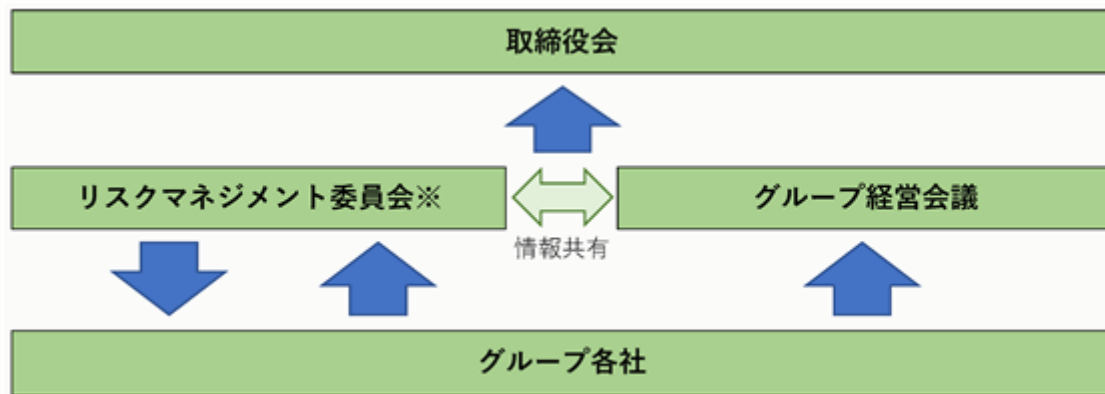 取締役会
リスクマネジメント委員会※
グループ経営会議
情報共有
グループ各社